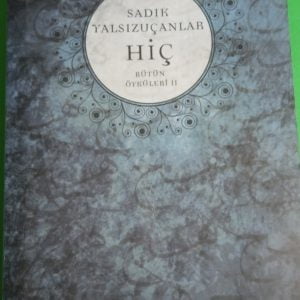 SADIK
YALSIZUÇANLAR
HİÇ
BÜTÜN
ÖYKÜLERİ II